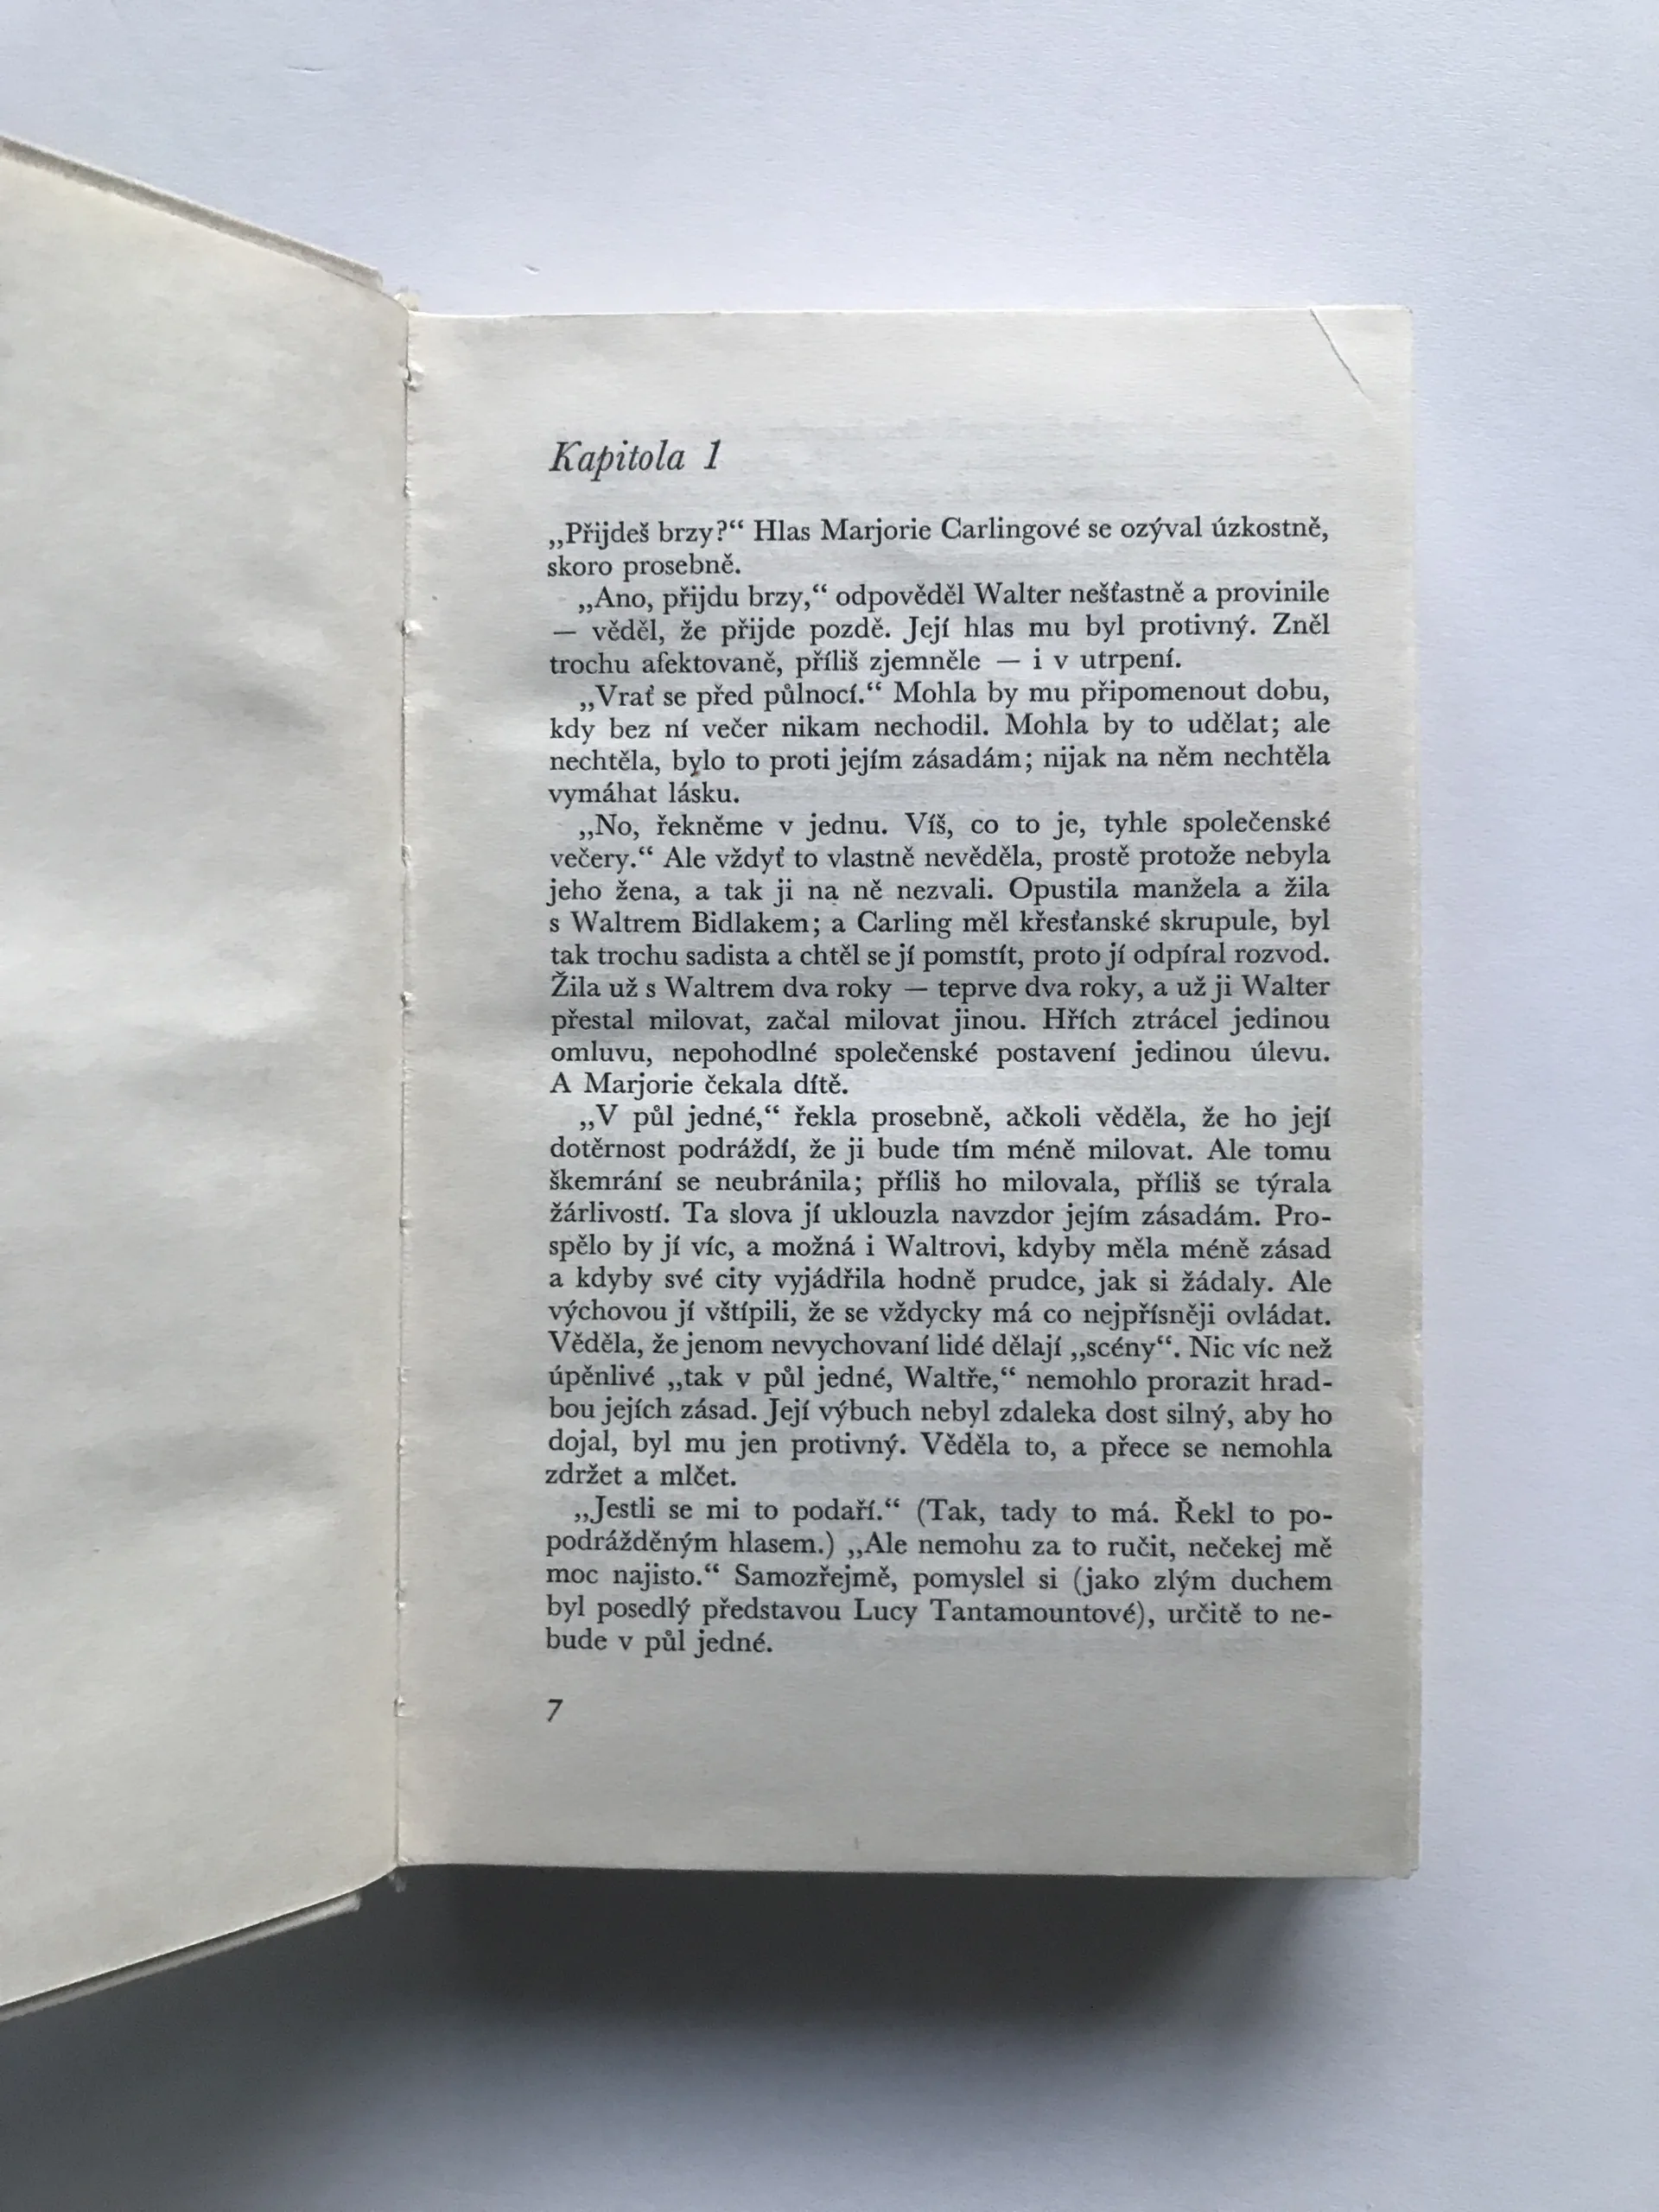 Kapitola 1
„Přijdeš brzy?“ Hlas Marjorie Carlingové se ozýval úzkostně,
skoro prosebně.
„Ano, přijdu brzy,“ odpověděl Walter nešťastně a provinile
— věděl, že přijde pozdě. Její hlas mu byl protivný. Zněl
trochu afektovaně, příliš zjemněle — i v utrpení.
„Vrať se před půlnocí.“ Mohla by mu připomenout dobu,
kdy bez ní večer nikam nechodil. Mohla by to udělat; ale
nechtěla, bylo to proti jejím zásadám; nijak na něm nechtěla
vymáhat lásku.
„No, řekněme v jednu. Víš, co to je, tyhle společenské
večery.“ Ale vždyť to vlastně nevěděla, prostě protože nebyla
jeho žena, a tak ji na ně nezvali. Opustila manžela a žila
s Waltrem Bidlakem; a Carling měl křesťanské skrupule, byl
tak trochu sadista a chtěl se jí pomstít, proto jí odpíral rozvod.
Žila už s Waltrem dva roky — teprve dva roky, a už ji Walter
přestal milovat, začal milovat jinou. Hřích ztrácel jedinou
omluvu, nepohodlné společenské postavení jedinou úlevu.
A Marjorie čekala dítě.
„V půl jedné,“ řekla prosebně, ačkoli věděla, že ho její
dotěrnost podráždí, že ji bude tím méně milovat. Ale tomu
škemrání se neubránila; příliš ho milovala, příliš se týrala
žárlivostí. Ta slova jí uklouzla navzdor jejím zásadám. Pro-
spělo by jí víc, a možná i Waltrovi, kdyby měla méně zásad
a kdyby své city vyjádřila hodně prudce, jak si žádaly. Ale
výchovou jí vštípili, že se vždycky má co nejpřísněji ovládat.
Věděla, že jenom nevychovaní lidé dělají „scény“. Nic víc než
úpěnlivé „tak v půl jedné, Waltře,“ nemohlo prorazit hrad-
bou jejích zásad. Její výbuch nebyl zdaleka dost silný, aby ho
dojal, byl mu jen protivný. Věděla to, a přece se nemohla
zdržet a mlčet.
„Jestli se mi to podaří.“ (Tak, tady to má. Řekl to po-
podrážděným hlasem.) „Ale nemohu za to ručit, nečekej mě
moc najisto.“ Samozřejmě, pomyslel si (jako zlým duchem
byl posedlý představou Lucy Tantamountové), určitě to ne-
bude v půl jedné.
7